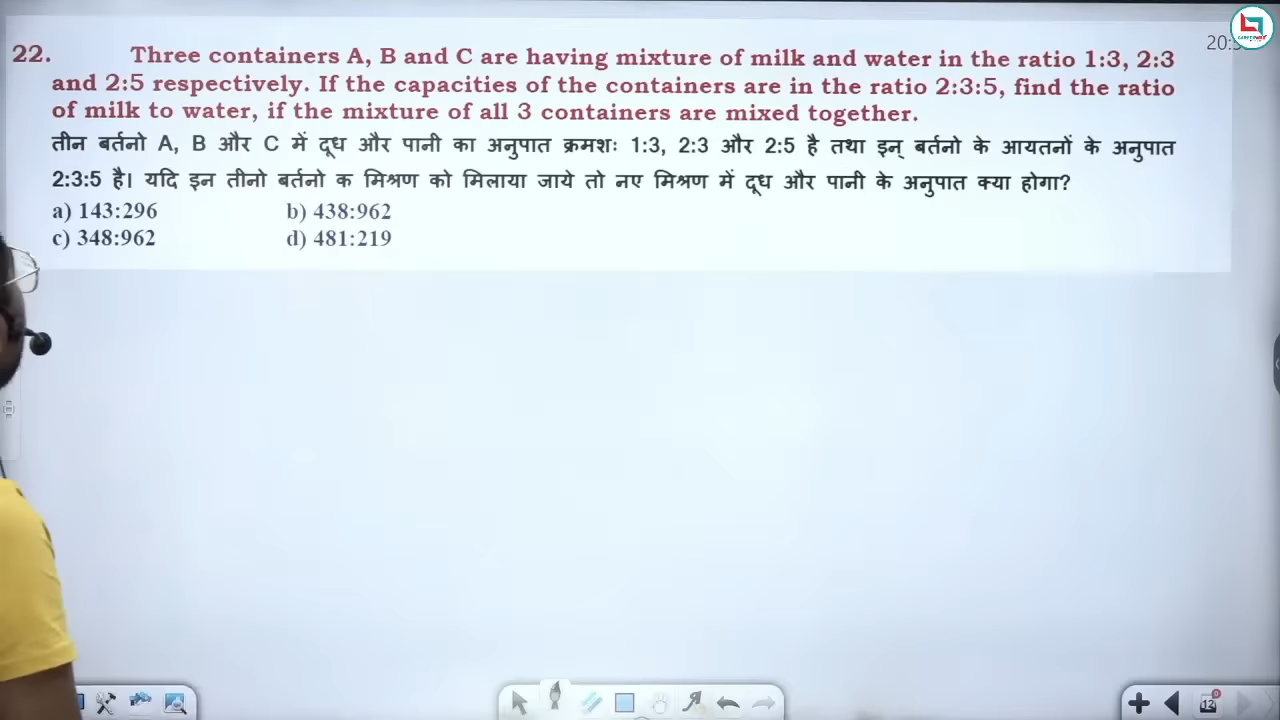 20:
22. Three containers A, B and C are having mixture of milk and water in the ratio 1:3, 2:3
and 2:5 respectively. If the capacities of the containers are in the ratio 2:3:5, find the ratio
of milk to water, if the mixture of all 3 containers are mixed together.
तीन बर्तनो A, B और C में दूध और पानी का अनुपात क्रमशः 1:3, 2:3 और 2:5 है तथा इन् बर्तनो के आयतनों के अनुपात
2:3:5 है। यदि इन तीनो बर्तनो क मिश्रण को मिलाया जाये तो नए मिश्रण में दूध और पानी के अनुपात क्या होगा?
a) 143:296 b) 438:962
c) 348:962 d) 481:219
12